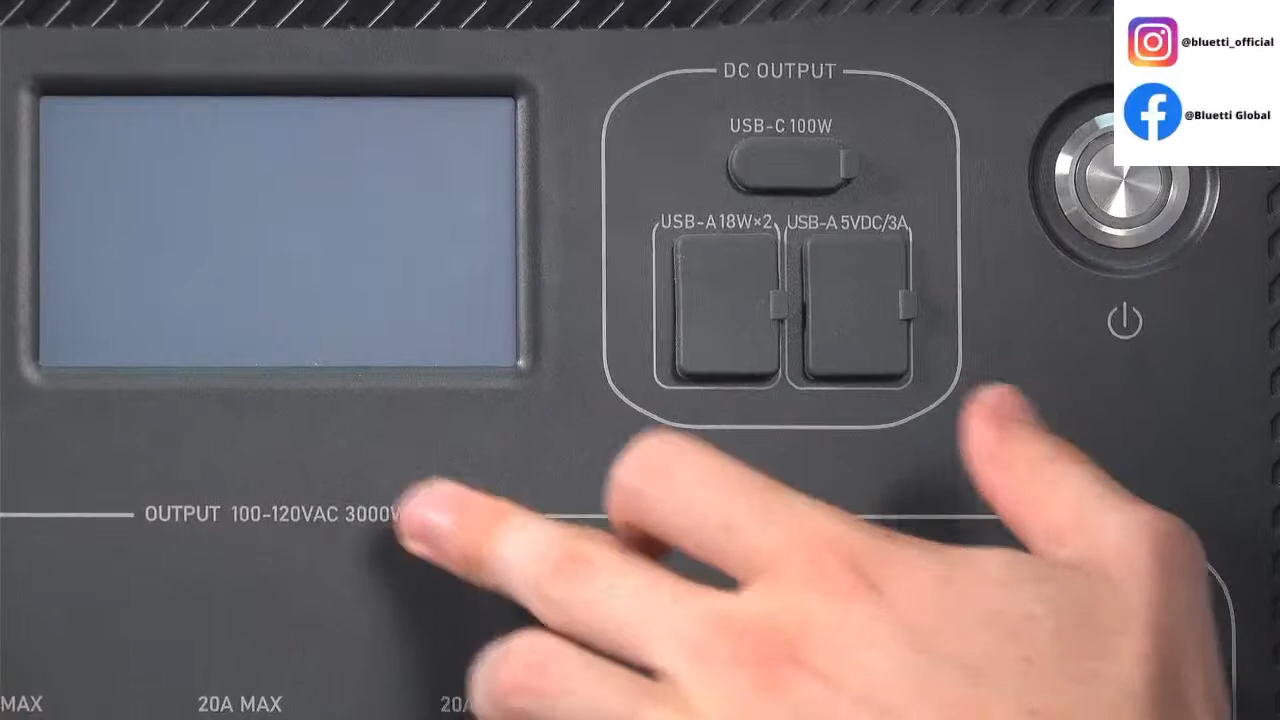 @bluetti_official
@Bluetti Global
DC OUTPUT
USB-C 100W
USB-A 18W×2
USB-A 5VDC/3A
OUTPUT 100-120VAC 3000W
MAX
20A MAX
20A